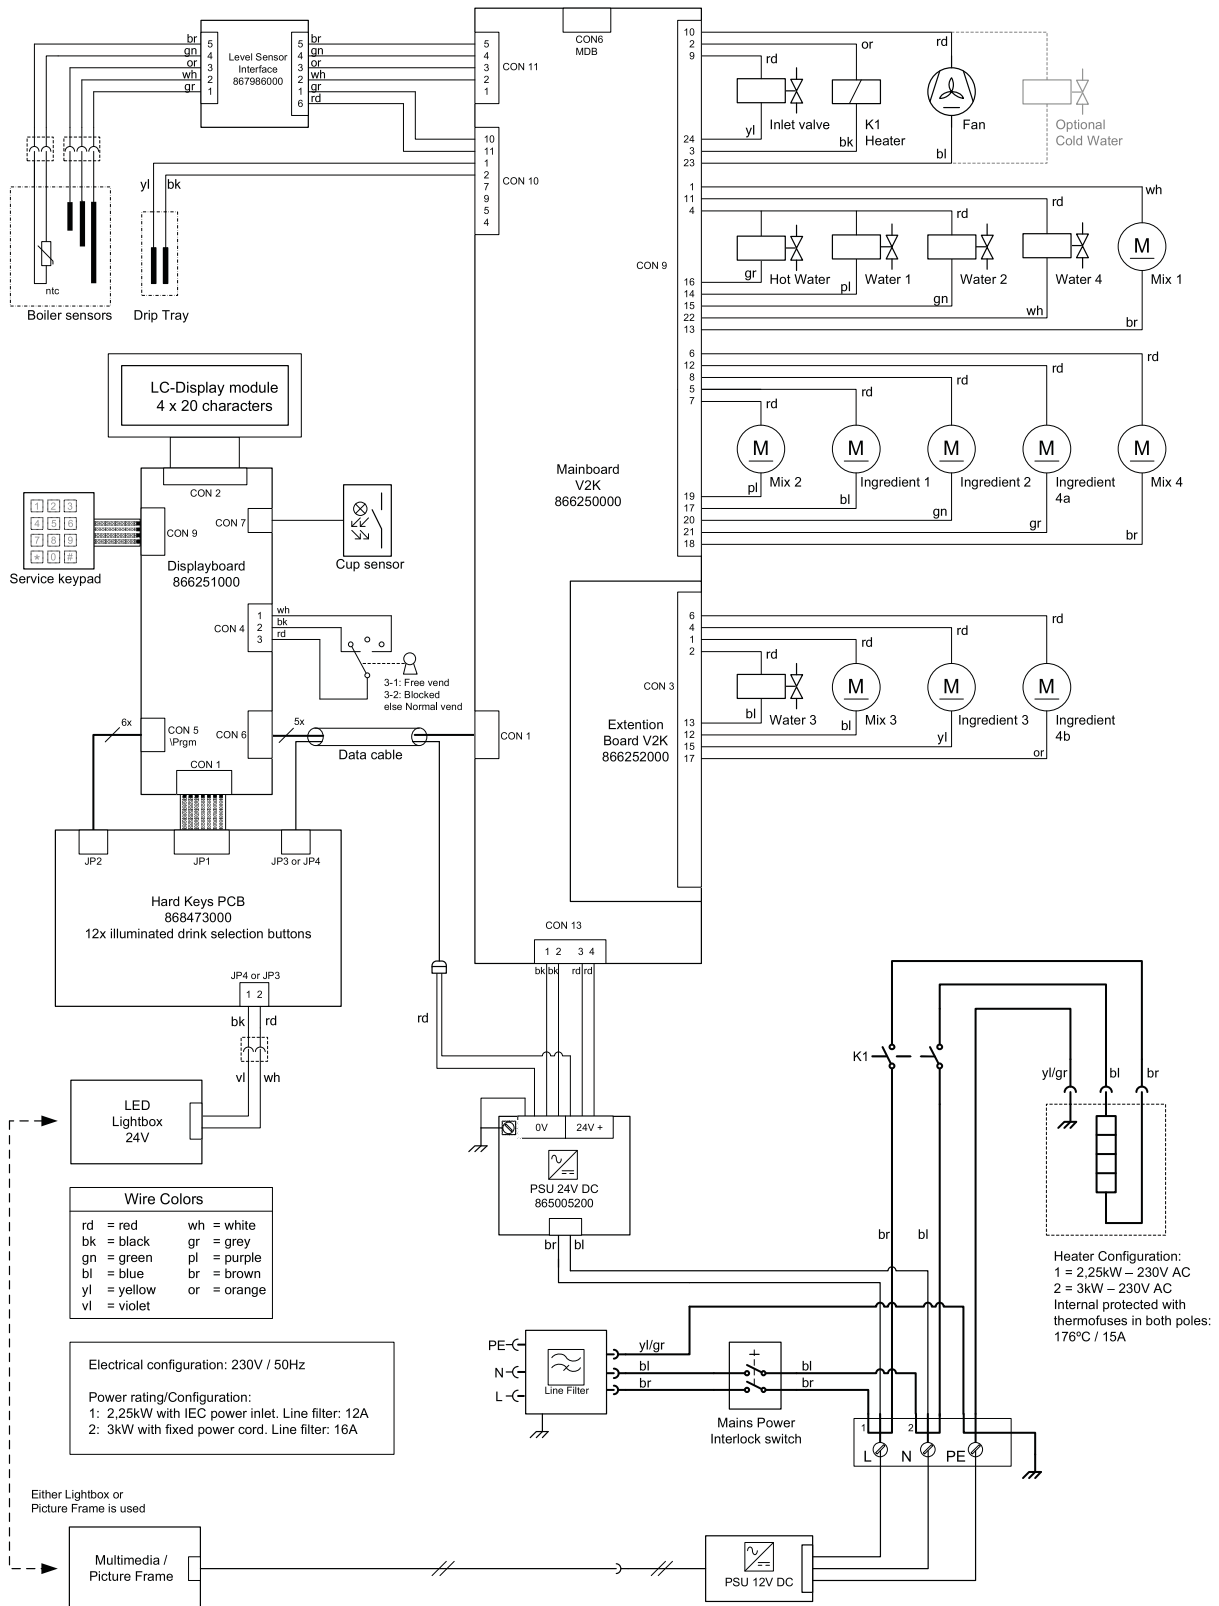 CON6
MDB
br
gn
or
wh
gr
5
4
3
2
1
Level Sensor
Interface
867986000
5
4
3
2
1
6
br
gn
or
wh
gr
rd
5
4
3
2
1
CON 11
10
11
1
2
7
9
5
4
CON 10
yl
bk
ntc
Boiler sensors
Drip Tray
10
2
9
24
3
23
rd
or
rd
yl
bk
bl
Inlet valve
K1
Heater
Fan
Optional
Cold Water
CON 9
1
11
4
16
14
15
22
13
wh
rd
rd
M
gr
Hot Water
pl
Water 1
gn
Water 2
wh
Water 4
br
Mix 1
6
12
8
5
7
19
17
20
21
18
rd
rd
rd
rd
rd
M
M
M
M
M
pl
Mix 2
bl
Ingredient 1
gn
Ingredient 2
gr
Ingredient
4a
br
Mix 4
Mainboard
V2K
866250000
LC-Display module
4 x 20 characters
CON 2
CON 7
CON 9
1 2 3
4 5 6
7 8 9
* 0 #
Service keypad
Displayboard
866251000
Cup sensor
CON 4
1
2
3
wh
bk
rd
3-1: Free vend
3-2: Blocked
else Normal vend
6x
CON 5
\Prgm
CON 6
5x
Data cable
CON 1
CON 1
CON 3
Extention
Board V2K
866252000
6
4
1
2
13
12
15
17
rd
rd
rd
rd
M
M
M
bl
Water 3
bl
Mix 3
yl
Ingredient 3
or
Ingredient
4b
JP2
JP1
JP3 or JP4
Hard Keys PCB
868473000
12x illuminated drink selection buttons
JP4 or JP3
1 2
bk
rd
vl
wh
LED
Lightbox
24V
CON 13
1 2 3 4
bk
bk
rd
rd
rd
0V
24V +
PSU 24V DC
865005200
br
bl
K1
yl/gr
bl
br
br
bl
Heater Configuration:
1 = 2,25kW – 230V AC
2 = 3kW – 230V AC
Internal protected with
thermofuses in both poles:
176ºC / 15A
Wire Colors
rd = red
wh = white
bk = black
gr = grey
gn = green
pl = purple
bl = blue
br = brown
yl = yellow
or = orange
vl = violet
Electrical configuration: 230V / 50Hz
Power rating/Configuration:
1: 2,25kW with IEC power inlet. Line filter: 12A
2: 3kW with fixed power cord. Line filter: 16A
PE
N
L
Line Filter
yl/gr
bl
br
bl
br
Mains Power
Interlock switch
1
2
L
N
PE
Either Lightbox or
Picture Frame is used
Multimedia /
Picture Frame
PSU 12V DC